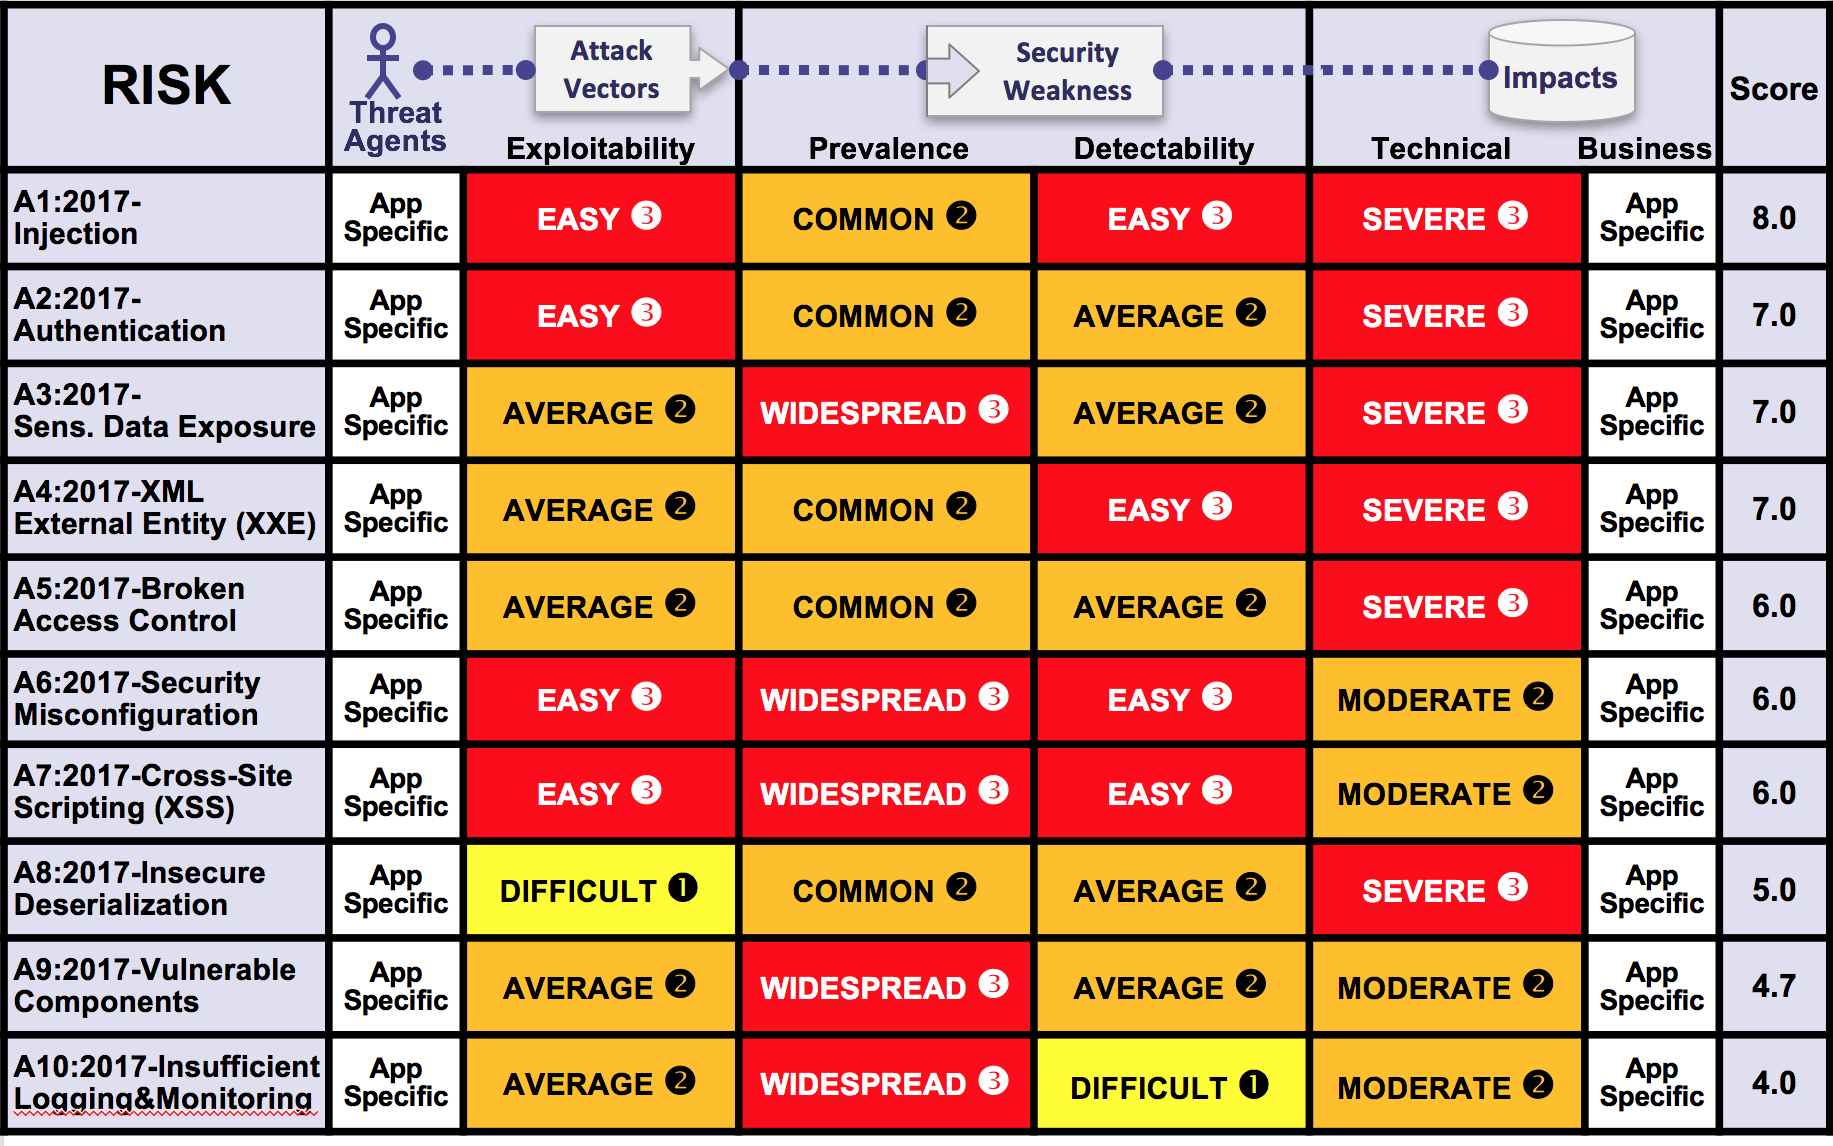 RISK
Threat
Agents
Attack
Vectors
Exploitability
Security
Weakness
Prevalence
Detectability
Impacts
Technical
Business
Score
A1:2017-
Injection
App
Specific
EASY ❸
COMMON ❷
EASY ❸
SEVERE ❸
App
Specific
8.0
A2:2017-
Authentication
App
Specific
EASY ❸
COMMON ❷
AVERAGE ❷
SEVERE ❸
App
Specific
7.0
A3:2017-
Sens. Data Exposure
App
Specific
AVERAGE ❷
WIDESPREAD ❸
AVERAGE ❷
SEVERE ❸
App
Specific
7.0
A4:2017-XML
External Entity (XXE)
App
Specific
AVERAGE ❷
COMMON ❷
EASY ❸
SEVERE ❸
App
Specific
7.0
A5:2017-Broken
Access Control
App
Specific
AVERAGE ❷
COMMON ❷
AVERAGE ❷
SEVERE ❸
App
Specific
6.0
A6:2017-Security
Misconfiguration
App
Specific
EASY ❸
WIDESPREAD ❸
EASY ❸
MODERATE ❷
App
Specific
6.0
A7:2017-Cross-Site
Scripting (XSS)
App
Specific
EASY ❸
WIDESPREAD ❸
EASY ❸
MODERATE ❷
App
Specific
6.0
A8:2017-Insecure
Deserialization
App
Specific
DIFFICULT ❶
COMMON ❷
AVERAGE ❷
SEVERE ❸
App
Specific
5.0
A9:2017-Vulnerable
Components
App
Specific
AVERAGE ❷
WIDESPREAD ❸
AVERAGE ❷
MODERATE ❷
App
Specific
4.7
A10:2017-Insufficient
Logging&Monitoring
App
Specific
AVERAGE ❷
WIDESPREAD ❸
DIFFICULT ❶
MODERATE ❷
App
Specific
4.0